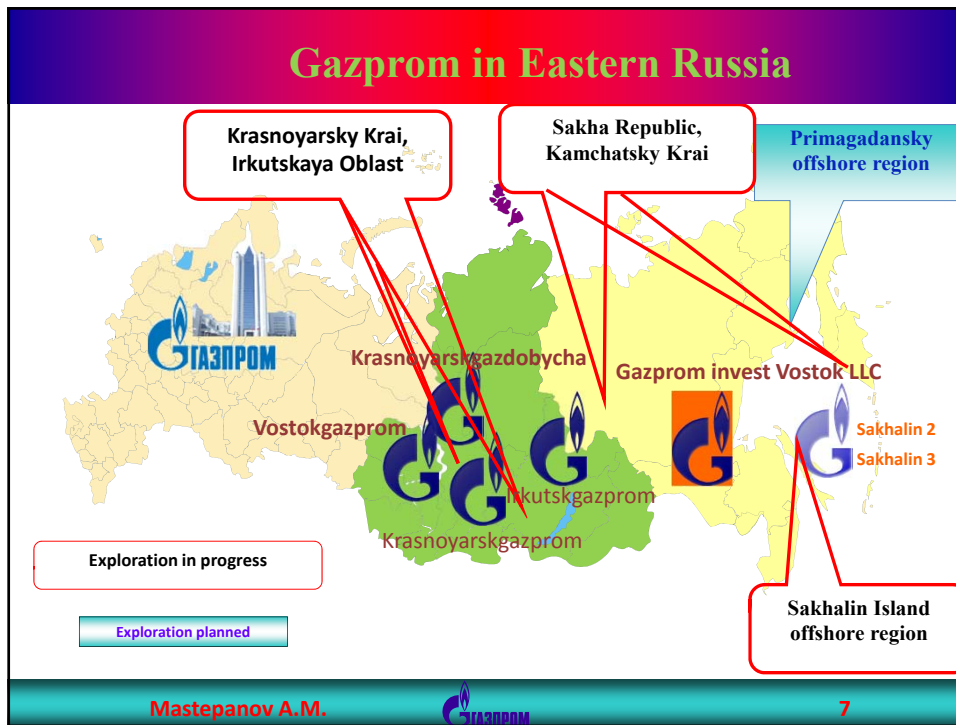 Gazprom in Eastern Russia
Krasnoyarsky Krai,
Irkutskaya Oblast
Sakha Republic,
Kamchatsky Krai
Primagadansky
offshore region
ГАЗПРОМ
Krasnoyarskgazdobycha
Gazprom invest Vostok LLC
Vostokgazprom
Sakhalin 2
Sakhalin 3
Irkutskgazprom
Krasnoyarskgazprom
Exploration in progress
Exploration planned
Sakhalin Island
offshore region
Mastepanov A.M.
ГАЗПРОМ
7